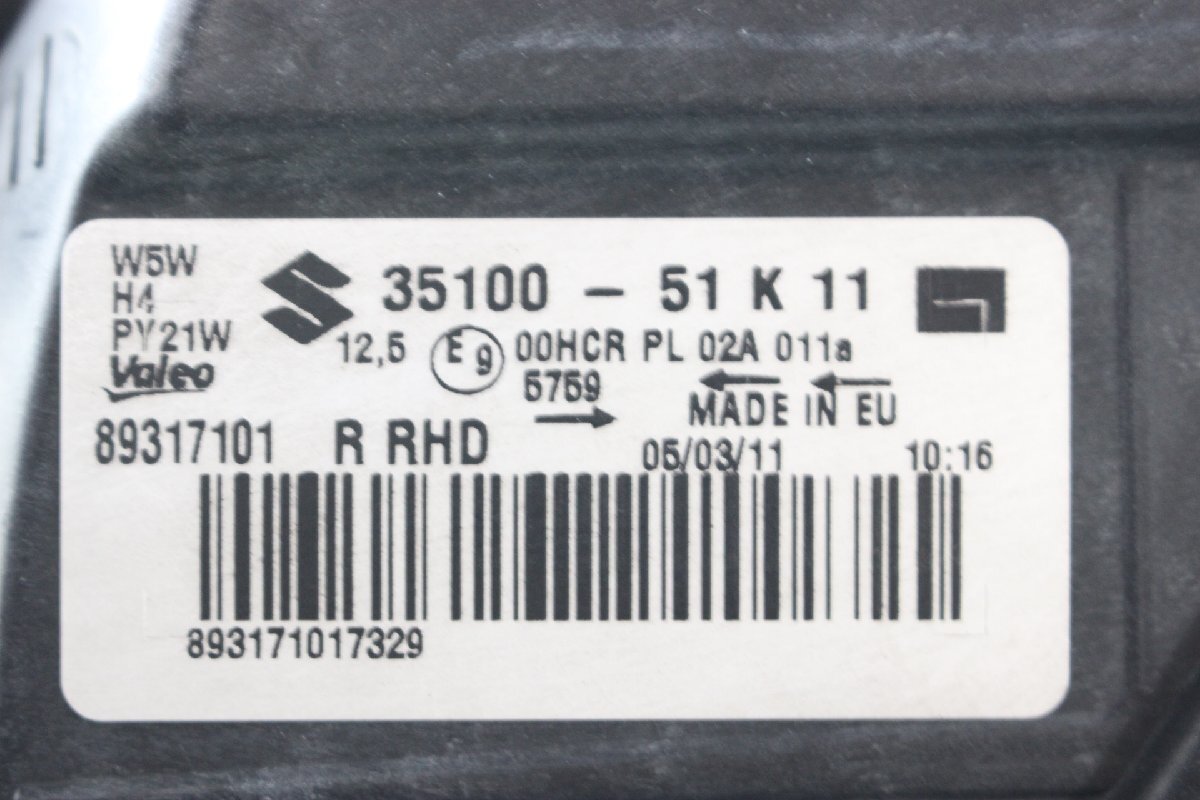 W5W
H4
PY21W
Valeo
35100 - 51 K 11
12,5 E9 00HCR PL 02A 011a
5759
MADE IN EU
89317101 R RHD 05/03/11 10:16
893171017329